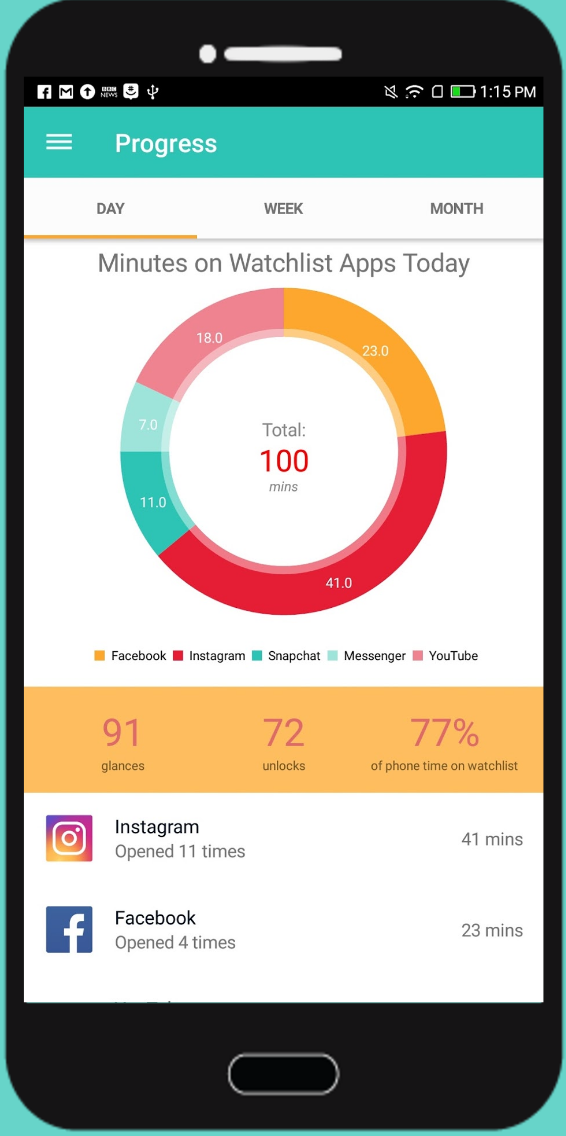 BBC NEWS 1:15 PM
Progress
DAY WEEK MONTH
Minutes on Watchlist Apps Today
18.0 23.0
7.0
Total:
100
mins
11.0
41.0
Facebook Instagram Snapchat Messenger YouTube
91 72 77%
glances unlocks of phone time on watchlist
Instagram
Opened 11 times 41 mins
Facebook
Opened 4 times 23 mins